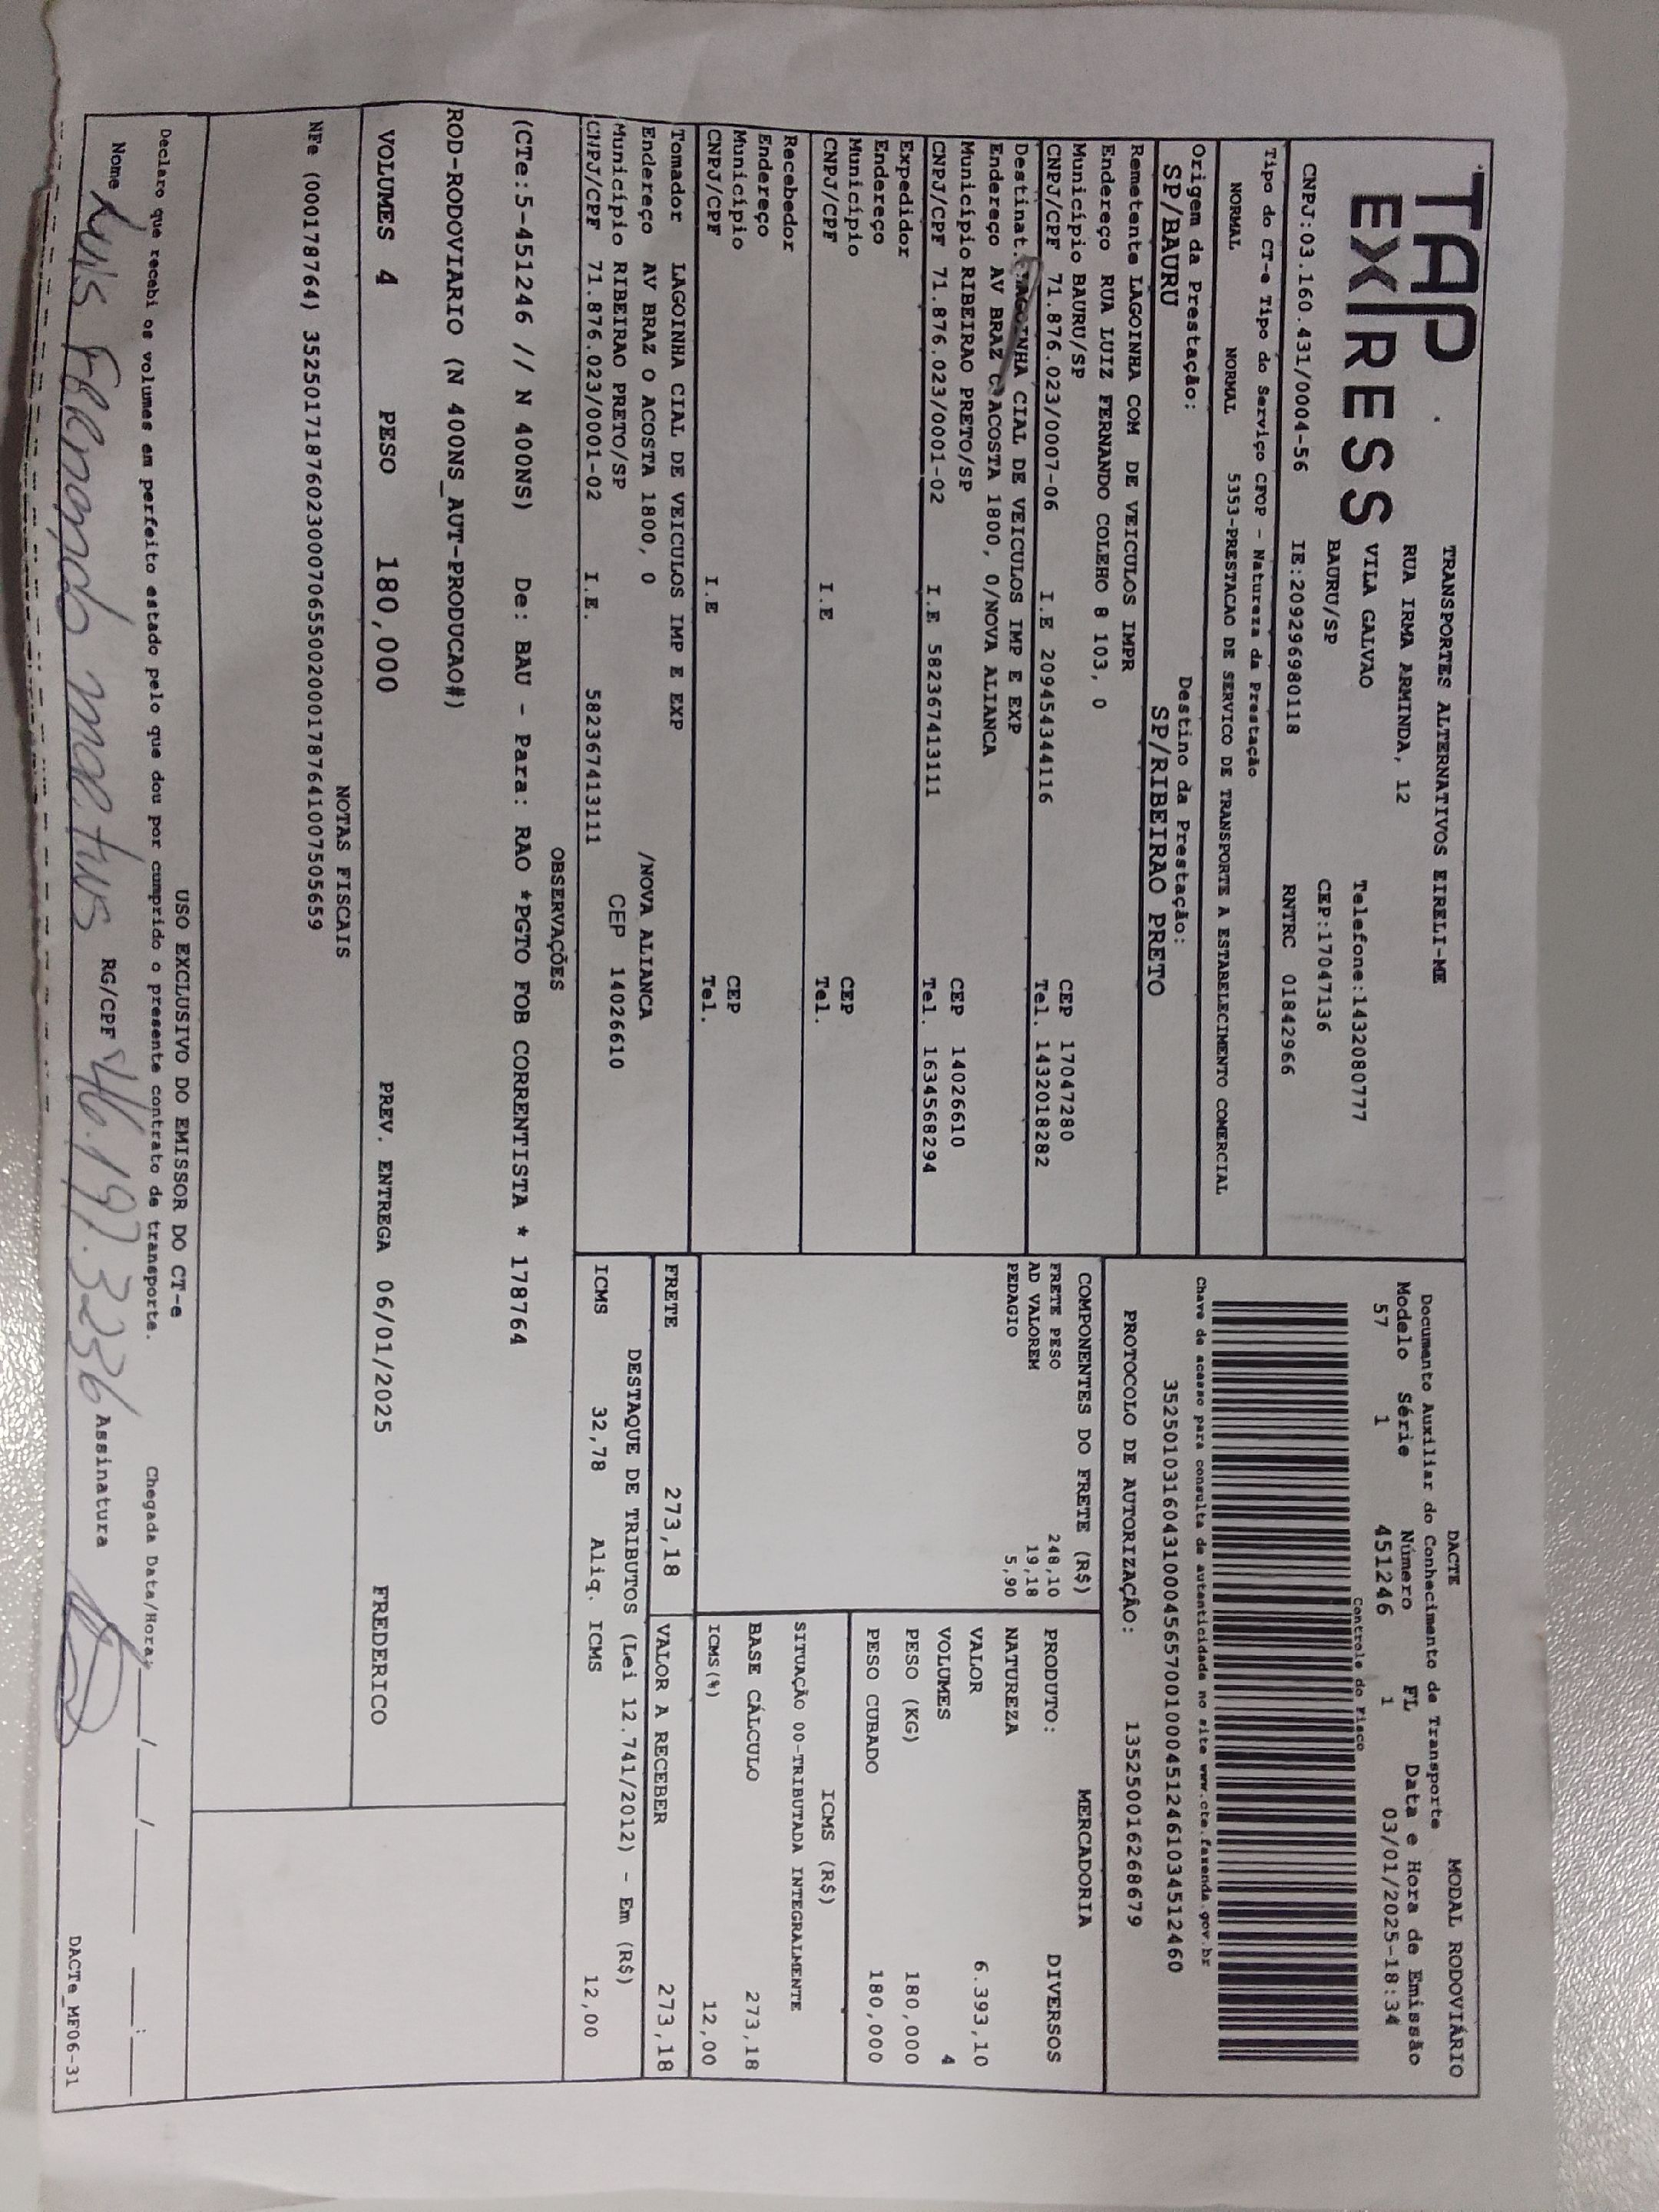 TAP
EXPRESS
TRANSPORTES ALTERNATIVOS EIRELI-ME
RUA IRMA ARMINDA, 12
VILA GALVAO Telefone:1432080777
BAURU/SP CEP:17047136
CNPJ:03.160.431/0004-56 IE:209296980118 RNTRC 01842966
Tipo do CT-e Tipo do Serviço CFOP - Natureza da Prestação
NORMAL NORMAL 5353-PRESTACAO DE SERVICO DE TRANSPORTE A ESTABELECIMENTO COMERCIAL
Origem da Prestação: Destino da Prestação:
SP/BAURU SP/RIBEIRAO PRETO
DACTE MODAL RODOVIÁRIO
Documento Auxiliar do Conhecimento de Transporte
Modelo Série Número FL Data e Hora de Emissão
57 1 451246 1 03/01/2025-18:34
Controle do Fisco
Chave de acesso para consulta de autenticidade no site www.cte.fazenda.gov.br
35250103160431000456570010004512461034512460
PROTOCOLO DE AUTORIZAÇÃO: 135250016268679
Remetente LAGOINHA COM DE VEICULOS IMPR
Endereço RUA LUIZ FERNANDO COLEHO 8 103, 0
Município BAURU/SP CEP 17047280
CNPJ/CPF 71.876.023/0007-06 I.E 209454344116 Tel. 1432018282
Destinat. LAGOINHA CIAL DE VEICULOS IMP E EXP
Endereço AV BRAZ O ACOSTA 1800, 0/NOVA ALIANCA
Município RIBEIRAO PRETO/SP CEP 14026610
CNPJ/CPF 71.876.023/0001-02 I.E 582367413111 Tel. 1634568294
Expedidor
Endereço
Município CEP
CNPJ/CPF I.E Tel.
Recebedor
Endereço
Município CEP
CNPJ/CPF I.E Tel.
Tomador LAGOINHA CIAL DE VEICULOS IMP E EXP
Endereço AV BRAZ O ACOSTA 1800, 0 /NOVA ALIANCA
Município RIBEIRAO PRETO/SP CEP 14026610
CNPJ/CPF 71.876.023/0001-02 I.E. 582367413111
COMPONENTES DO FRETE (R$)
FRETE PESO 248,10
AD VALOREM 19,18
PEDAGIO 5,90
MERCADORIA
PRODUTO: DIVERSOS
NATUREZA
VALOR 6.393,10
VOLUMES 4
PESO (KG) 180,000
PESO CUBADO 180,000
ICMS (R$)
SITUAÇÃO 00-TRIBUTADA INTEGRALMENTE
BASE CÁLCULO 273,18
ICMS(%) 12,00
FRETE 273,18 VALOR A RECEBER 273,18
DESTAQUE DE TRIBUTOS (Lei 12.741/2012) - Em (R$)
ICMS 32,78 Aliq. ICMS 12,00
OBSERVAÇÕES
(CTe:5-451246 // N 400NS) De: BAU - Para: RAO *PGTO FOB CORRENTISTA * 178764
ROD-RODOVIARIO (N 400NS_AUT-PRODUCAO#)
VOLUMES 4 PESO 180,000 PREV. ENTREGA 06/01/2025 FREDERICO
NOTAS FISCAIS
NFe (000178764) 35250171876023000706550020001787641007505659
USO EXCLUSIVO DO EMISSOR DO CT-e
Declaro que recebi os volumes em perfeito estado pelo que dou por cumprido o presente contrato de transporte. Chegada Data/Hora: ___/___/_____ ___:___
Nome Luis Fernando Martins RG/CPF 46.197.3236 Assinatura
DACTe_MF06-31